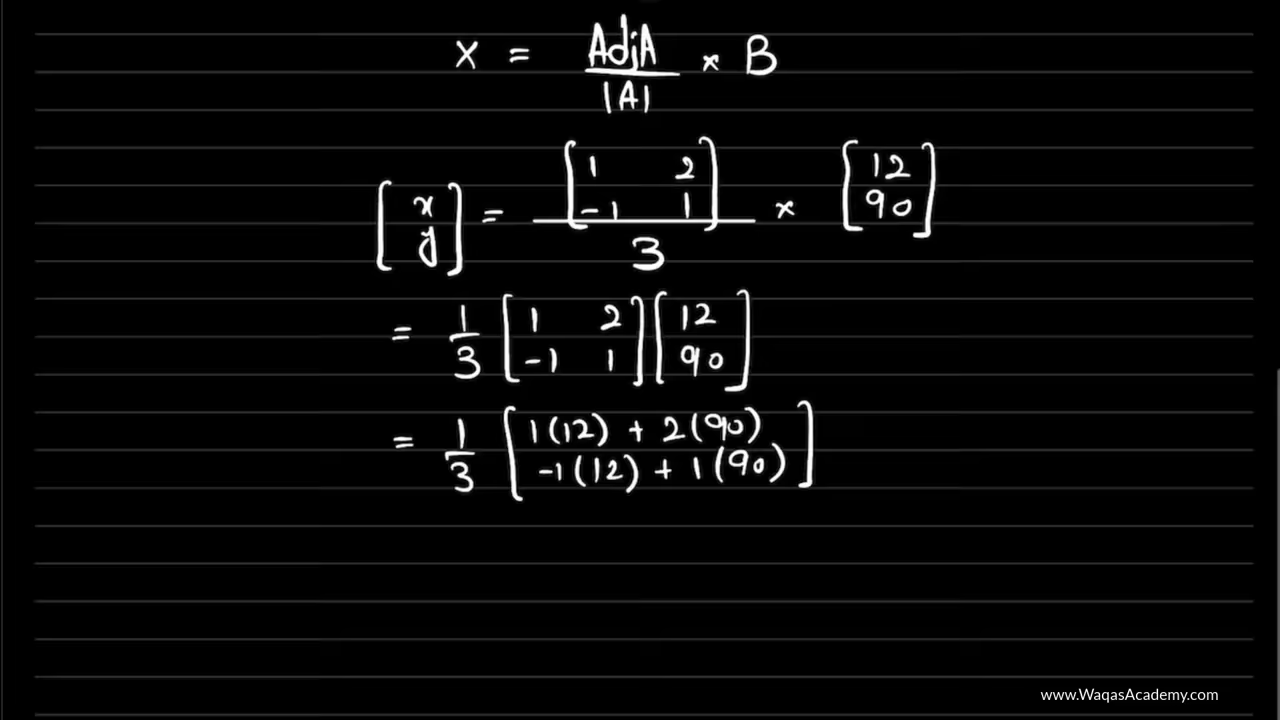 X = AdjA / |A| × B
[x y] = [1 2 -1 1] / 3 × [12 90]
= 1/3 [1 2 -1 1] [12 90]
= 1/3 [1(12) + 2(90) -1(12) + 1(90)]
www.WaqasAcademy.com